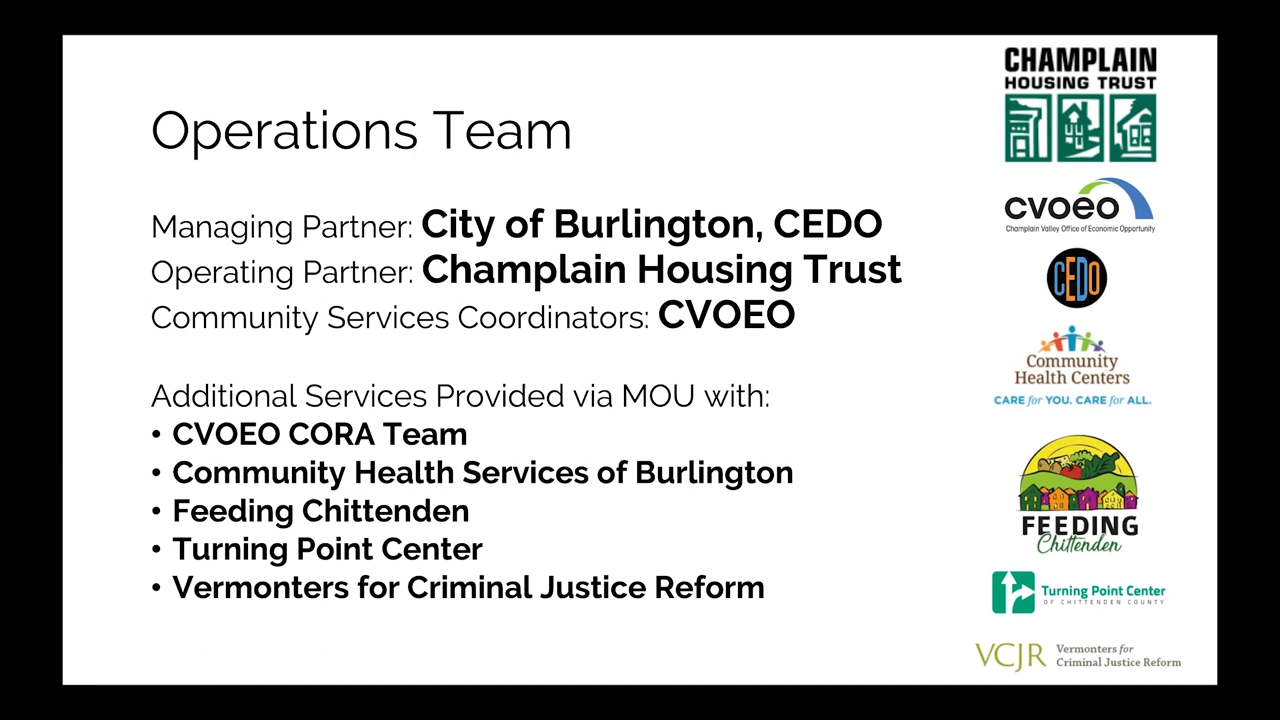 Operations Team
Managing Partner: City of Burlington, CEDO
Operating Partner: Champlain Housing Trust
Community Services Coordinators: CVOEO
Additional Services Provided via MOU with:
• CVOEO CORA Team
• Community Health Services of Burlington
• Feeding Chittenden
• Turning Point Center
• Vermonters for Criminal Justice Reform
CHAMPLAIN
HOUSING TRUST
cvoeo
Champlain Valley Office of Economic Opportunity
CEDO
Community
Health Centers
CARE for YOU. CARE for ALL.
FEEDING
Chittenden
Turning Point Center
OF CHITTENDEN COUNTY
VCJR Vermonters for
Criminal Justice Reform